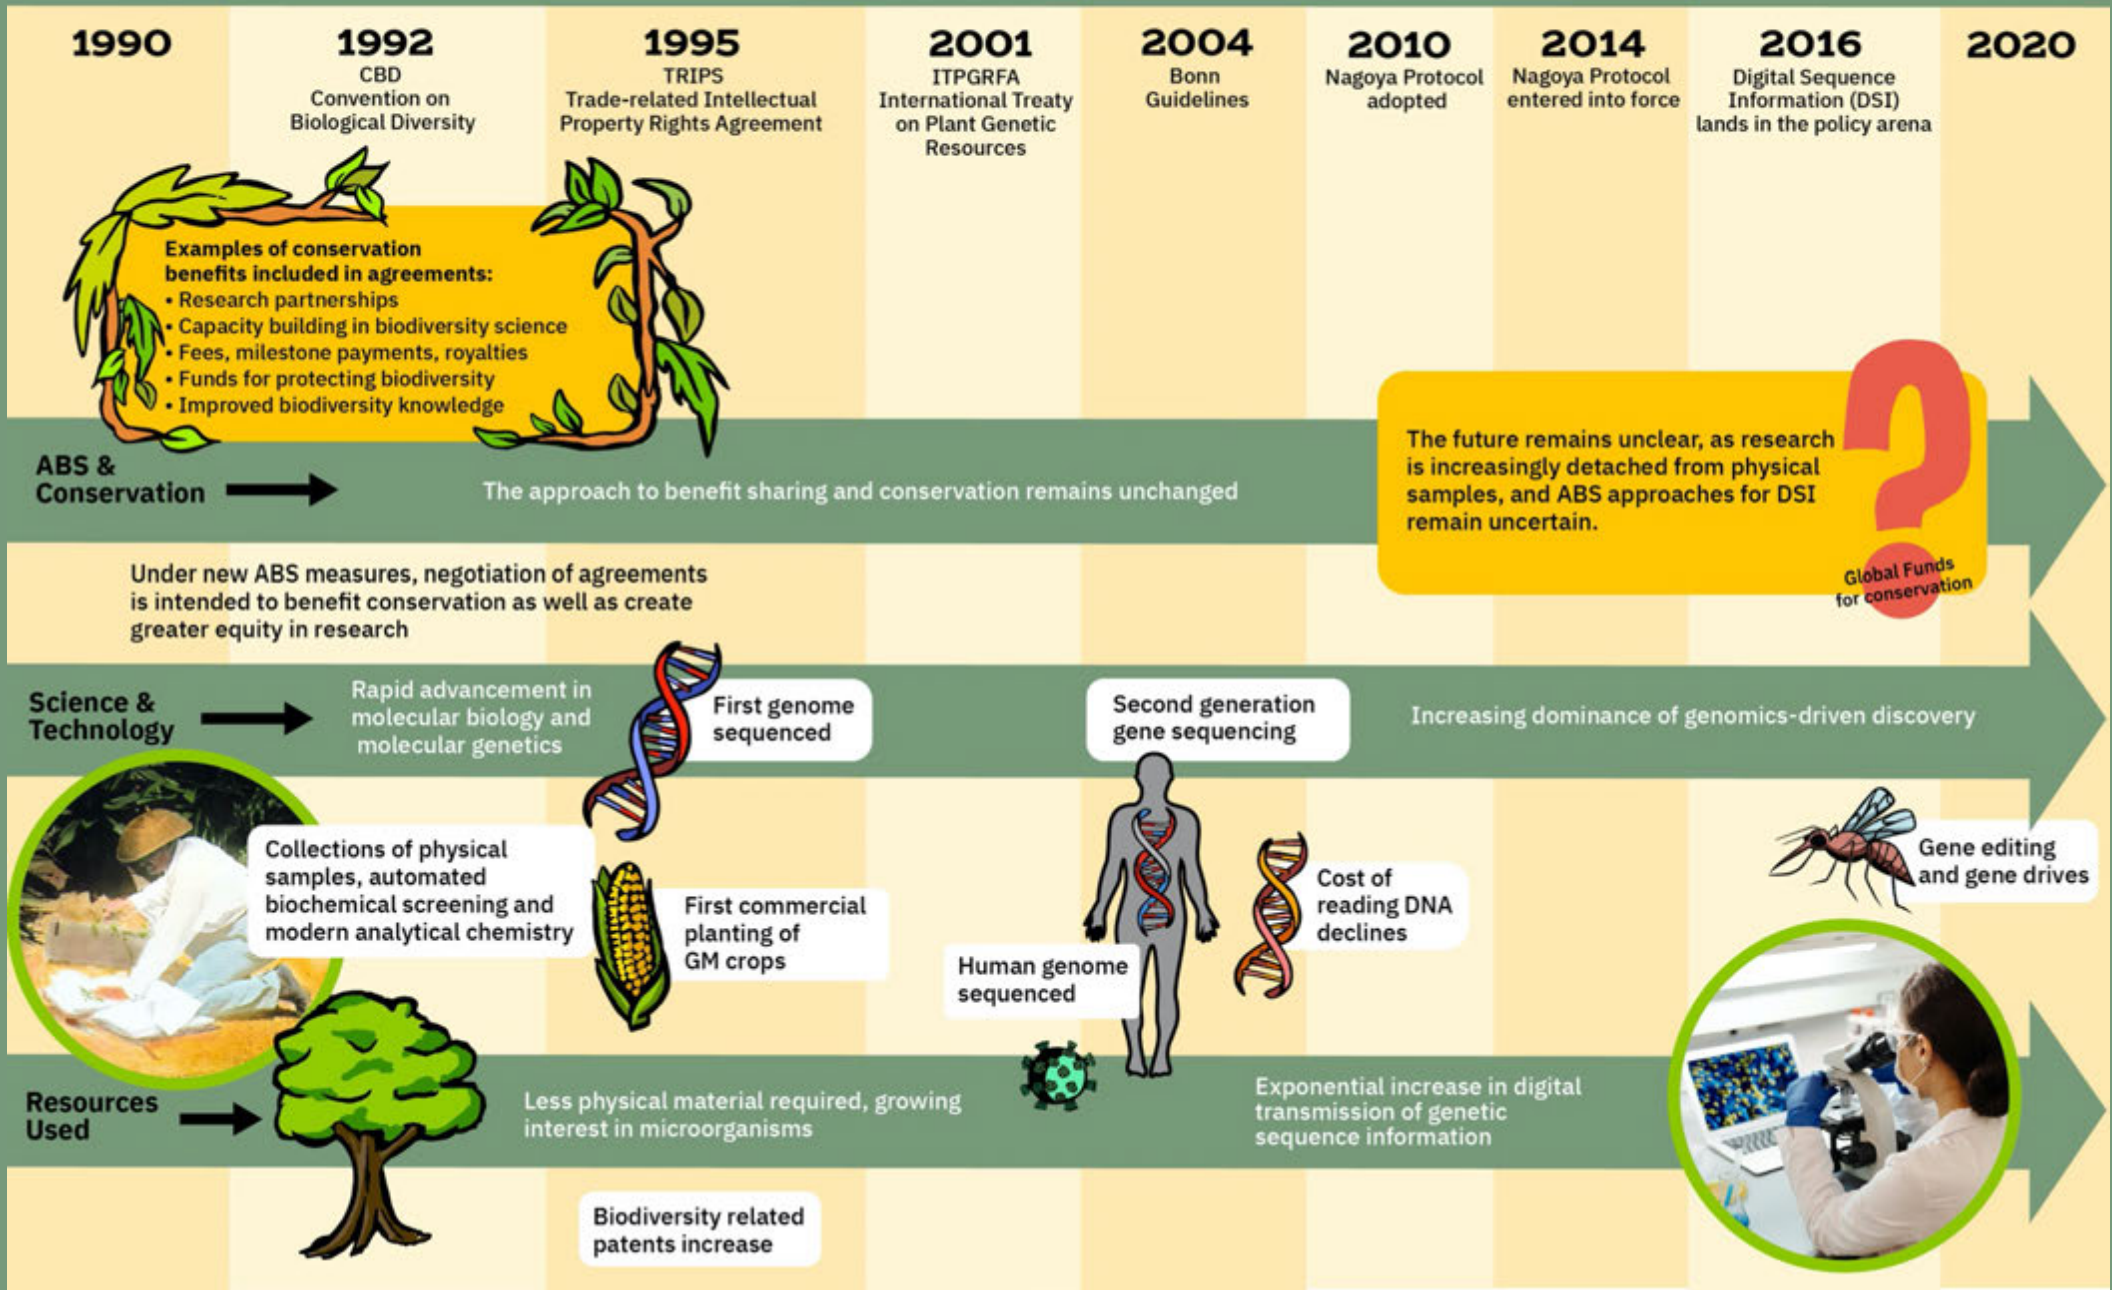 1990
1992
CBD
Convention on
Biological Diversity
1995
TRIPS
Trade-related Intellectual
Property Rights Agreement
2001
ITPGRFA
International Treaty
on Plant Genetic
Resources
2004
Bonn
Guidelines
2010
Nagoya Protocol
adopted
2014
Nagoya Protocol
entered into force
2016
Digital Sequence
Information (DSI)
lands in the policy arena
2020
Examples of conservation
benefits included in agreements:
• Research partnerships
• Capacity building in biodiversity science
• Fees, milestone payments, royalties
• Funds for protecting biodiversity
• Improved biodiversity knowledge
ABS &
Conservation
The approach to benefit sharing and conservation remains unchanged
The future remains unclear, as research
is increasingly detached from physical
samples, and ABS approaches for DSI
remain uncertain.
?
Global Funds
for conservation
Under new ABS measures, negotiation of agreements
is intended to benefit conservation as well as create
greater equity in research
Science &
Technology
Rapid advancement in
molecular biology and
molecular genetics
First genome
sequenced
Second generation
gene sequencing
Increasing dominance of genomics-driven discovery
Collections of physical
samples, automated
biochemical screening and
modern analytical chemistry
First commercial
planting of
GM crops
Human genome
sequenced
Cost of
reading DNA
declines
Gene editing
and gene drives
Resources
Used
Less physical material required, growing
interest in microorganisms
Exponential increase in digital
transmission of genetic
sequence information
Biodiversity related
patents increase